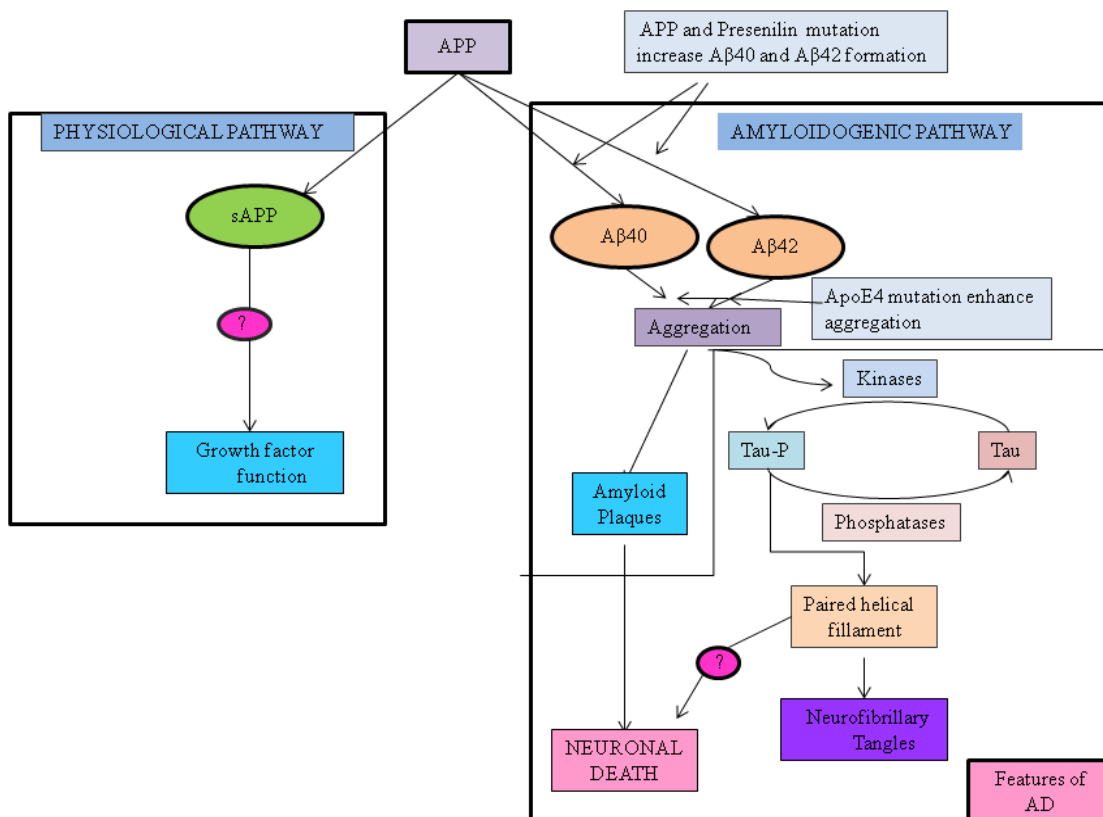 APP
APP and Presenilin mutation
increase Aβ40 and Aβ42 formation
PHYSIOLOGICAL PATHWAY
sAPP
?
Growth factor
function
AMYLOIDOGENIC PATHWAY
Aβ40
Aβ42
ApoE4 mutation enhance
aggregation
Aggregation
Kinases
Tau-P
Tau
Phosphatases
Amyloid
Plaques
Paired helical
fillament
?
Neurofibrillary
Tangles
NEURONAL
DEATH
Features of
AD